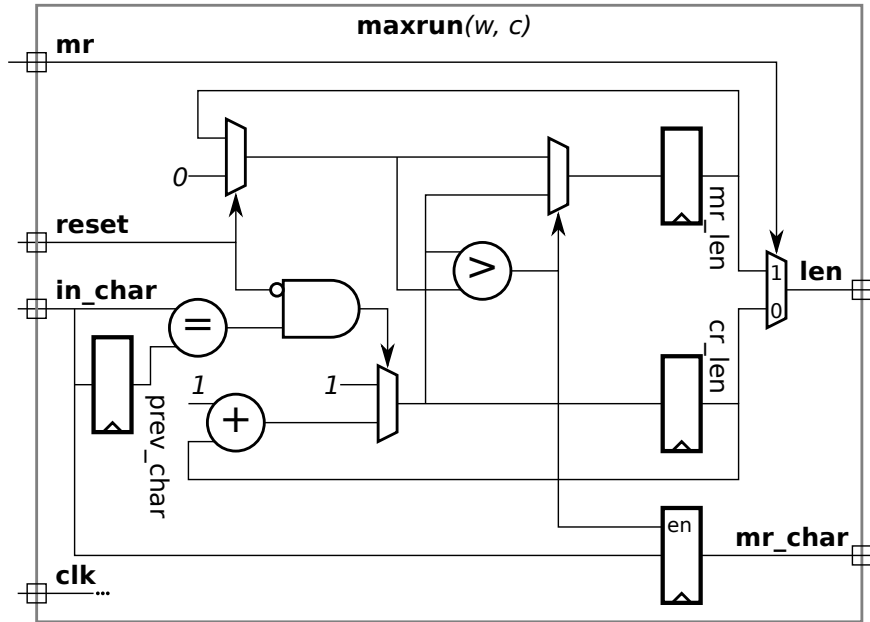 maxrun(w, c)
mr
0
mr_len
reset
>
1
len
in_char
=
0
cr_len
1
1
+
prev_char
en
mr_char
clk
...